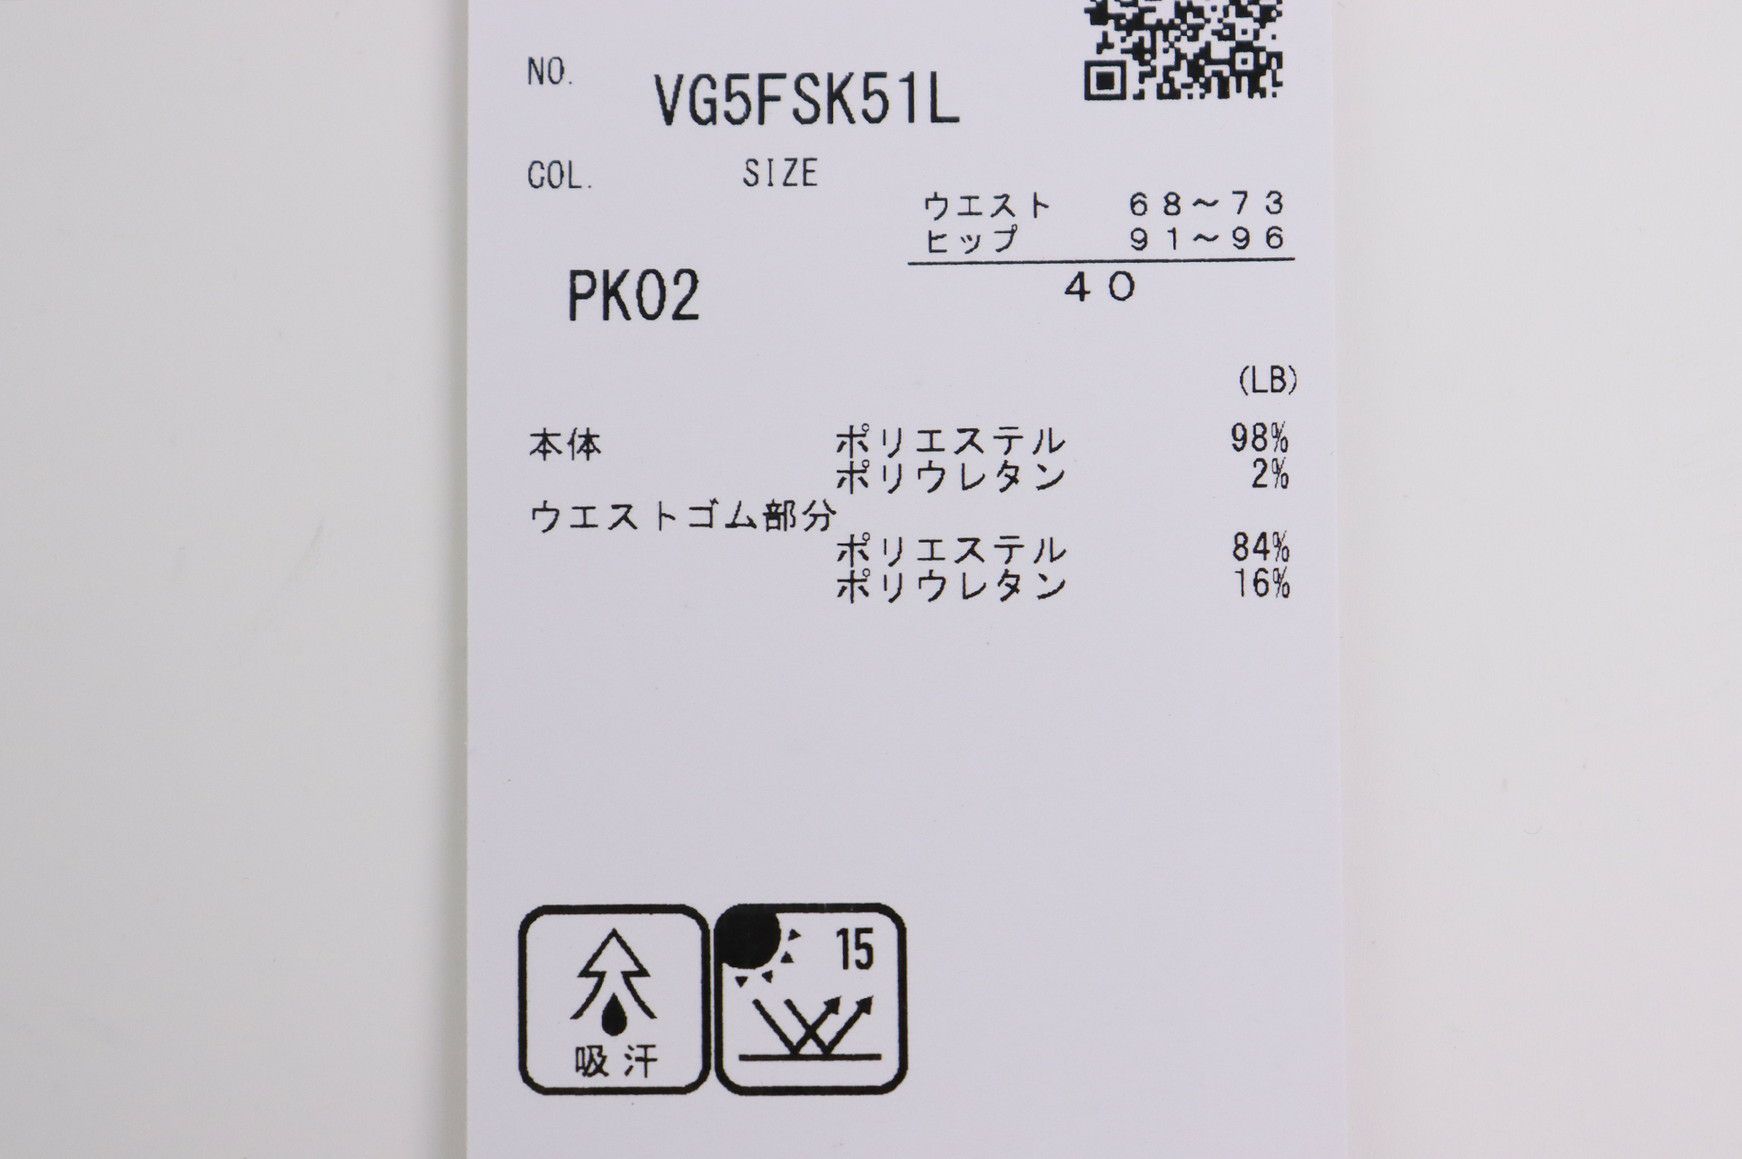 NO.
VG5FSK51L
COL.
SIZE
ウエスト 68~73
ヒップ 91~96
40
PK02
(LB)
本体 ポリエステル 98%
ポリウレタン 2%
ウエストゴム部分
ポリエステル 84%
ポリウレタン 16%
15
吸汗